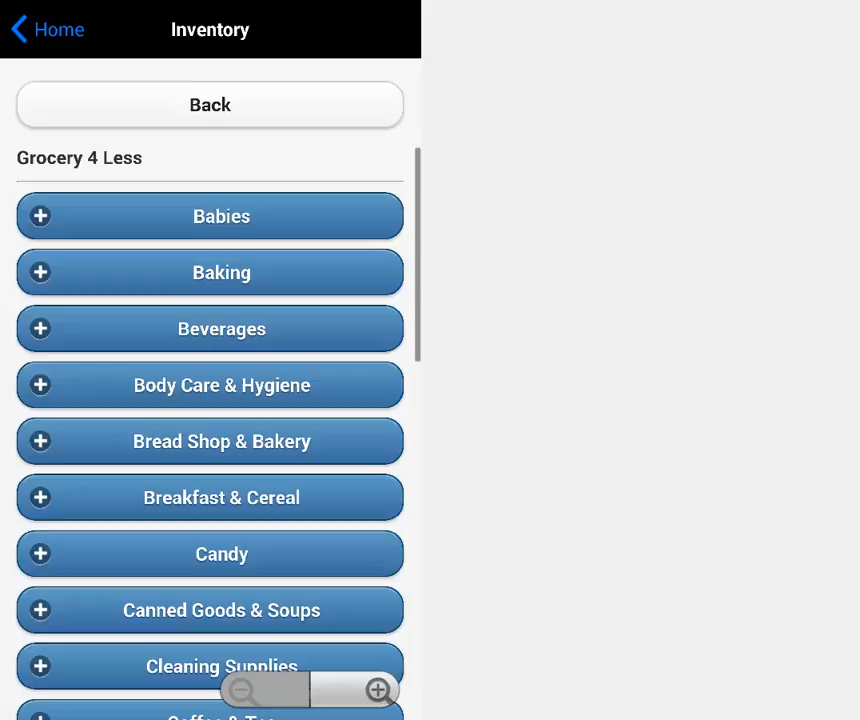 Home
Inventory
Back
Grocery 4 Less
Babies
Baking
Beverages
Body Care & Hygiene
Bread Shop & Bakery
Breakfast & Cereal
Candy
Canned Goods & Soups
Cleaning Supplies
Coffee & Tea